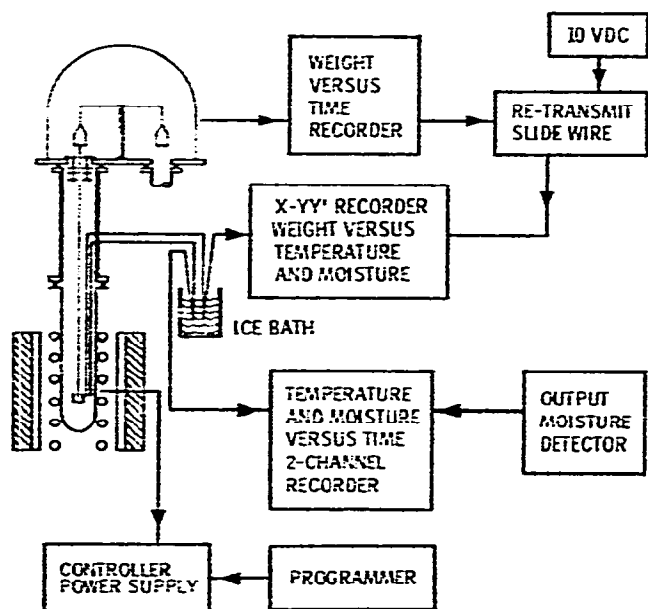 10 VDC
WEIGHT
VERSUS
TIME
RECORDER
RE-TRANSMIT
SLIDE WIRE
X-YY' RECORDER
WEIGHT VERSUS
TEMPERATURE
AND MOISTURE
ICE BATH
TEMPERATURE
AND MOISTURE
VERSUS TIME
2-CHANNEL
RECORDER
OUTPUT
MOISTURE
DETECTOR
CONTROLLER
POWER SUPPLY
PROGRAMMER